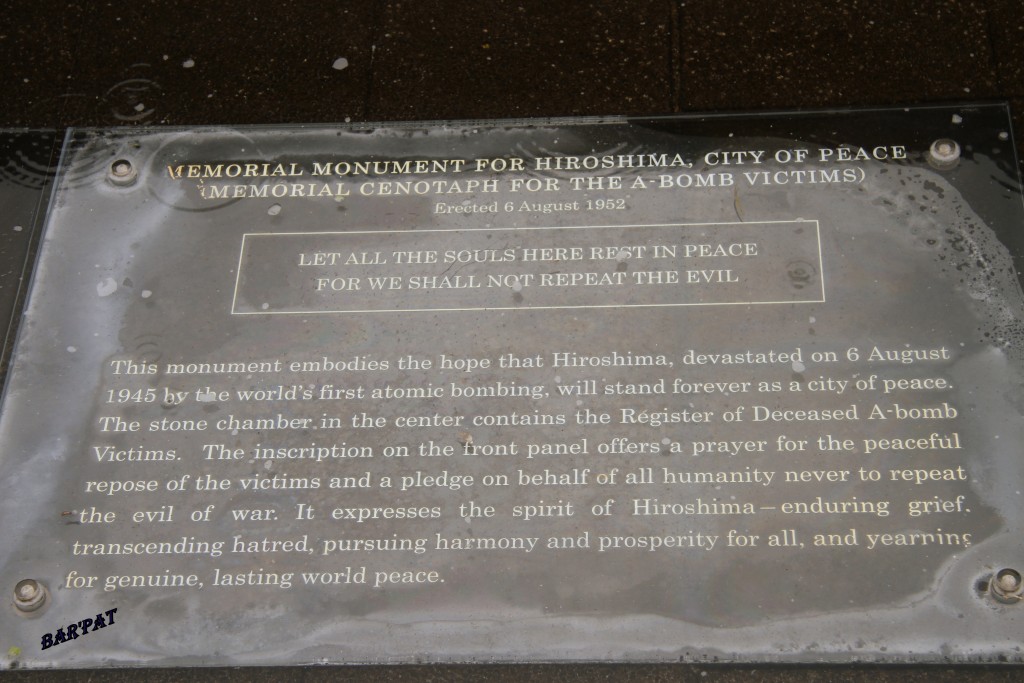 MEMORIAL MONUMENT FOR HIROSHIMA, CITY OF PEACE
(MEMORIAL CENOTAPH FOR THE A-BOMB VICTIMS)
Erected 6 August 1952
LET ALL THE SOULS HERE REST IN PEACE
FOR WE SHALL NOT REPEAT THE EVIL
This monument embodies the hope that Hiroshima, devastated on 6 August
1945 by the world's first atomic bombing, will stand forever as a city of peace.
The stone chamber in the center contains the Register of Deceased A-bomb
Victims. The inscription on the front panel offers a prayer for the peaceful
repose of the victims and a pledge on behalf of all humanity never to repeat
the evil of war. It expresses the spirit of Hiroshima – enduring grief,
transcending hatred, pursuing harmony and prosperity for all, and yearning
for genuine, lasting world peace.
BAR'PAT